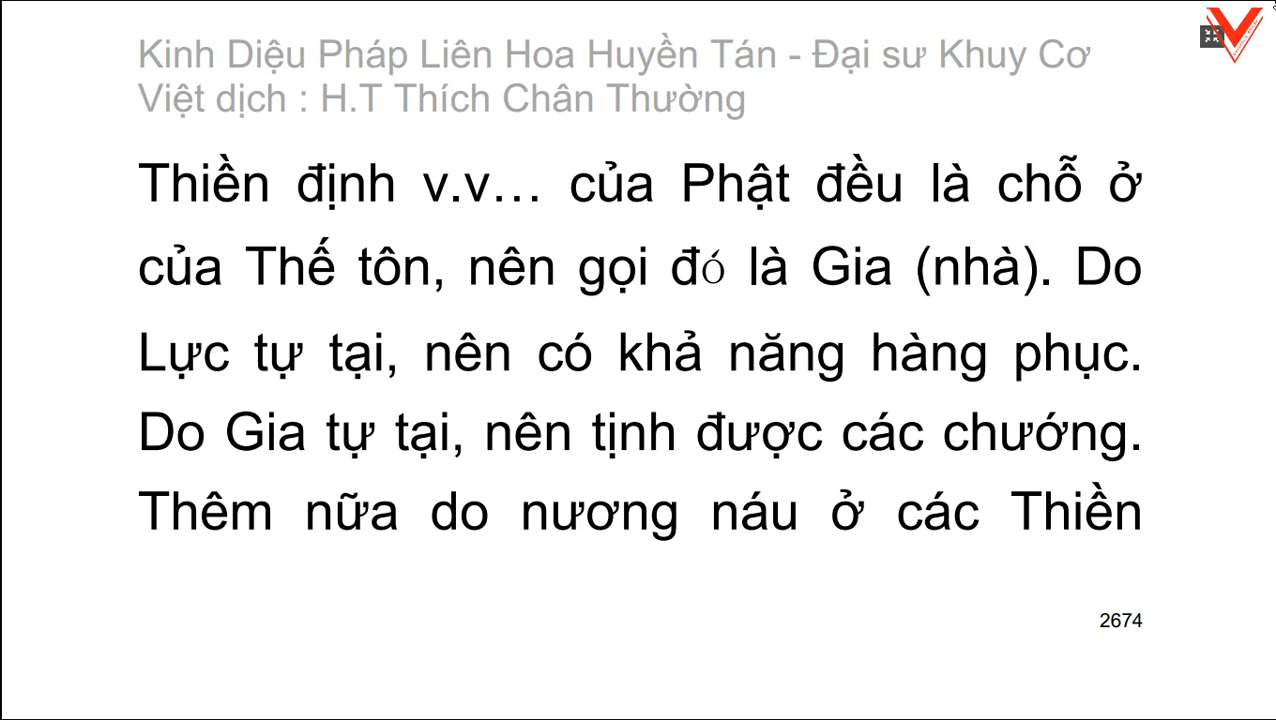 Kinh Diệu Pháp Liên Hoa Huyền Tán - Đại sư Khuy Cơ
Việt dịch : H.T Thích Chân Thường
Thiền định v.v… của Phật đều là chỗ ở
của Thế tôn, nên gọi đó là Gia (nhà). Do
Lực tự tại, nên có khả năng hàng phục.
Do Gia tự tại, nên tịnh được các chướng.
Thêm nữa do nương náu ở các Thiền
2674